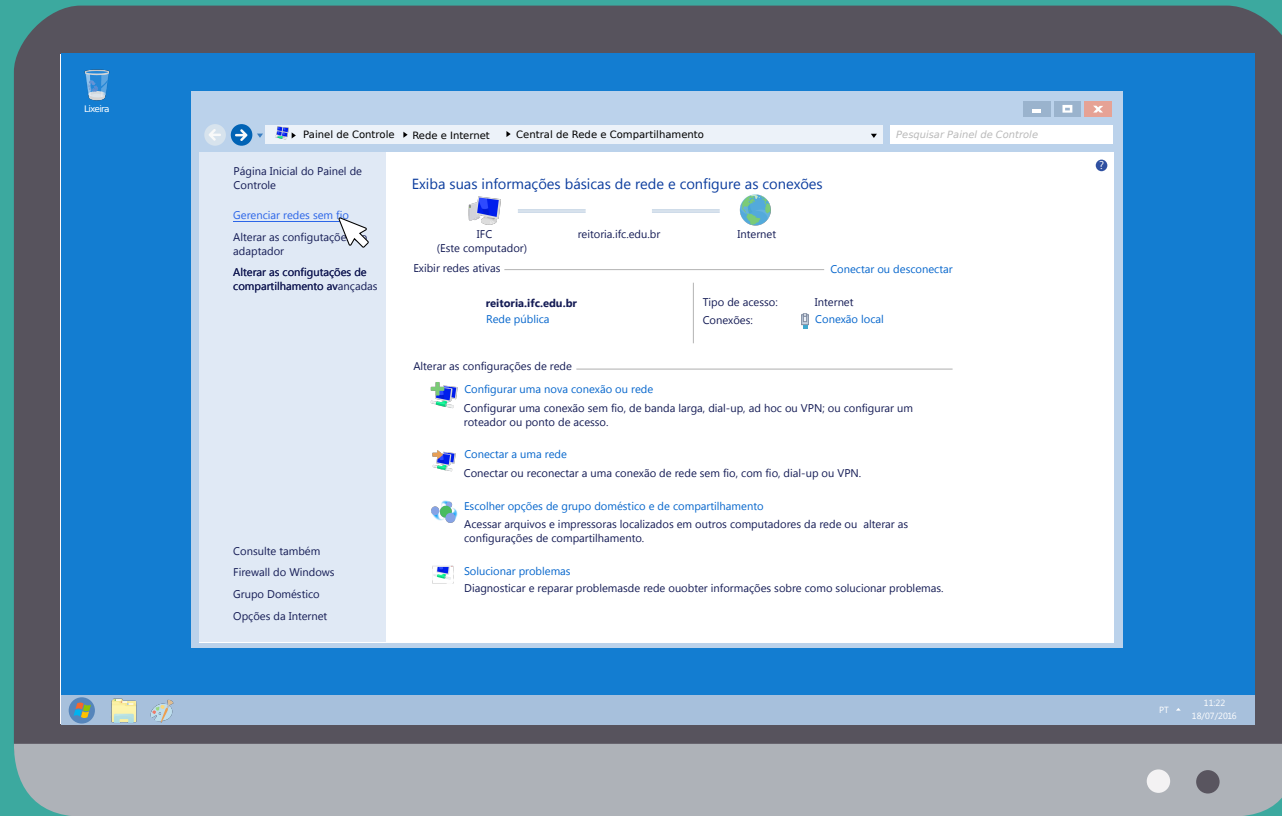 Lixeira
Painel de Controle
Rede e Internet
Central de Rede e Compartilhamento
Pesquisar Painel de Controle
Página Inicial do Painel de
Controle
Gerenciar redes sem fio
Alterar as configutaçõe
adaptador
Alterar as configutações de
compartilhamento avançadas
Consulte também
Firewall do Windows
Grupo Doméstico
Opções da Internet
?
Exiba suas informações básicas de rede e configure as conexões
IFC
(Este computador)
reitoria.ifc.edu.br
Internet
Exibir redes ativas
Conectar ou desconectar
reitoria.ifc.edu.br
Rede pública
Tipo de acesso: Internet
Conexões: Conexão local
Alterar as configurações de rede
Configurar uma nova conexão ou rede
Configurar uma conexão sem fio, de banda larga, dial-up, ad hoc ou VPN; ou configurar um
roteador ou ponto de acesso.
Conectar a uma rede
Conectar ou reconectar a uma conexão de rede sem fio, com fio, dial-up ou VPN.
Escolher opções de grupo doméstico e de compartilhamento
Acessar arquivos e impressoras localizados em outros computadores da rede ou alterar as
configurações de compartilhamento.
Solucionar problemas
Diagnosticar e reparar problemasde rede ouobter informações sobre como solucionar problemas.
PT
11:22
18/07/2016